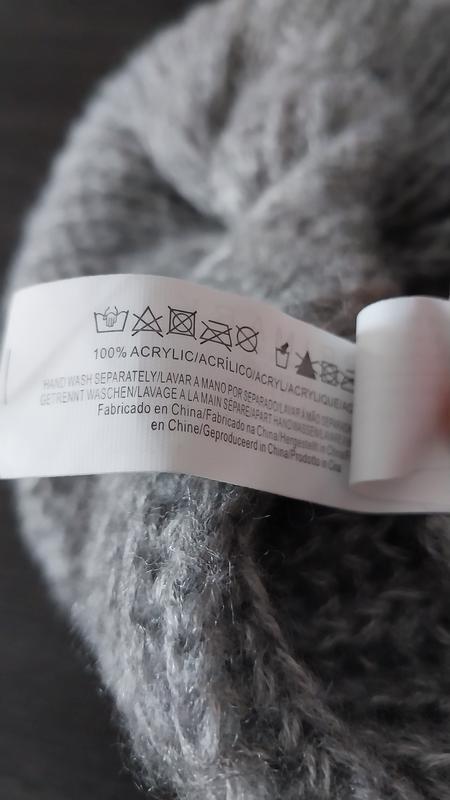 100% ACRYLIC/ACRÍLICO/ACRYL/ACRYLIQUE/
HAND WASH SEPARATELY/LAVAR A MANO POR SEPARADO/LAVAR À MÃO
GETRENNT WASCHEN/LAVAGE A LA MAIN SEPARE/APART HANDWASSEN/LAVARE
Fabricado en China/Fabricado na China/Hergestellt in China/
en Chine/Geproduceerd in China/Prodotto in Cina